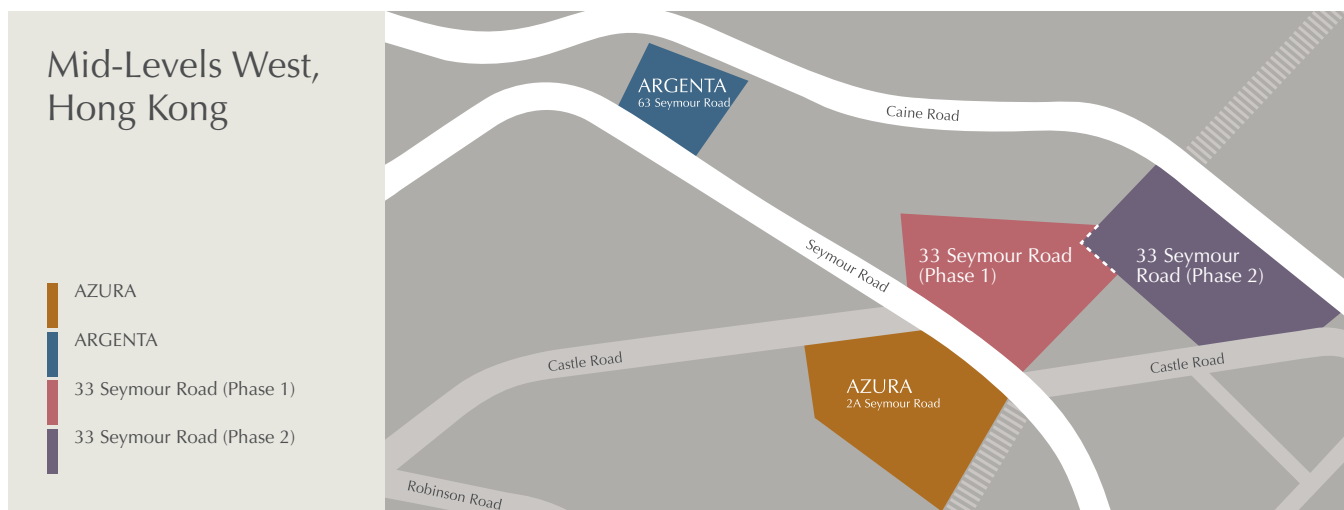 Mid-Levels West,
Hong Kong
AZURA
ARGENTA
33 Seymour Road (Phase 1)
33 Seymour Road (Phase 2)
ARGENTA
63 Seymour Road
Caine Road
Seymour Road
33 Seymour Road
(Phase 1)
33 Seymour
Road (Phase 2)
Castle Road
Castle Road
AZURA
2A Seymour Road
Robinson Road